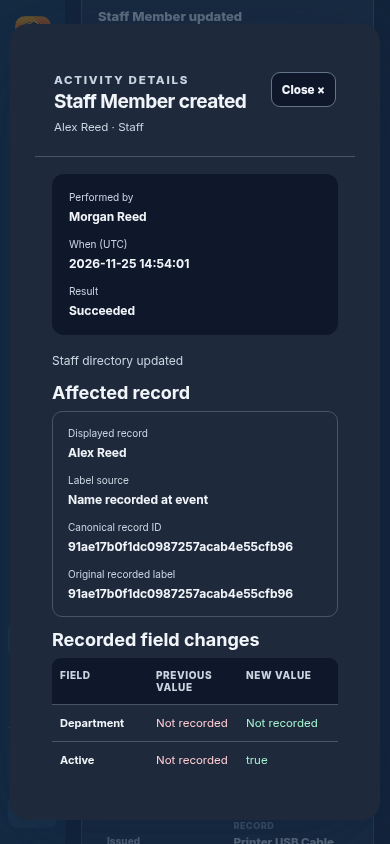 Staff Member updated
ACTIVITY DETAILS
Staff Member created
Close ×
Alex Reed · Staff
Performed by
Morgan Reed
When (UTC)
2026-11-25 14:54:01
Result
Succeeded
Staff directory updated
Affected record
Displayed record
Alex Reed
Label source
Name recorded at event
Canonical record ID
91ae17b0f1dc0987257acab4e55cfb96
Original recorded label
91ae17b0f1dc0987257acab4e55cfb96
Recorded field changes
FIELD PREVIOUS VALUE NEW VALUE
Department Not recorded Not recorded
Active Not recorded true
RECORD
Issued Printer USB Cable